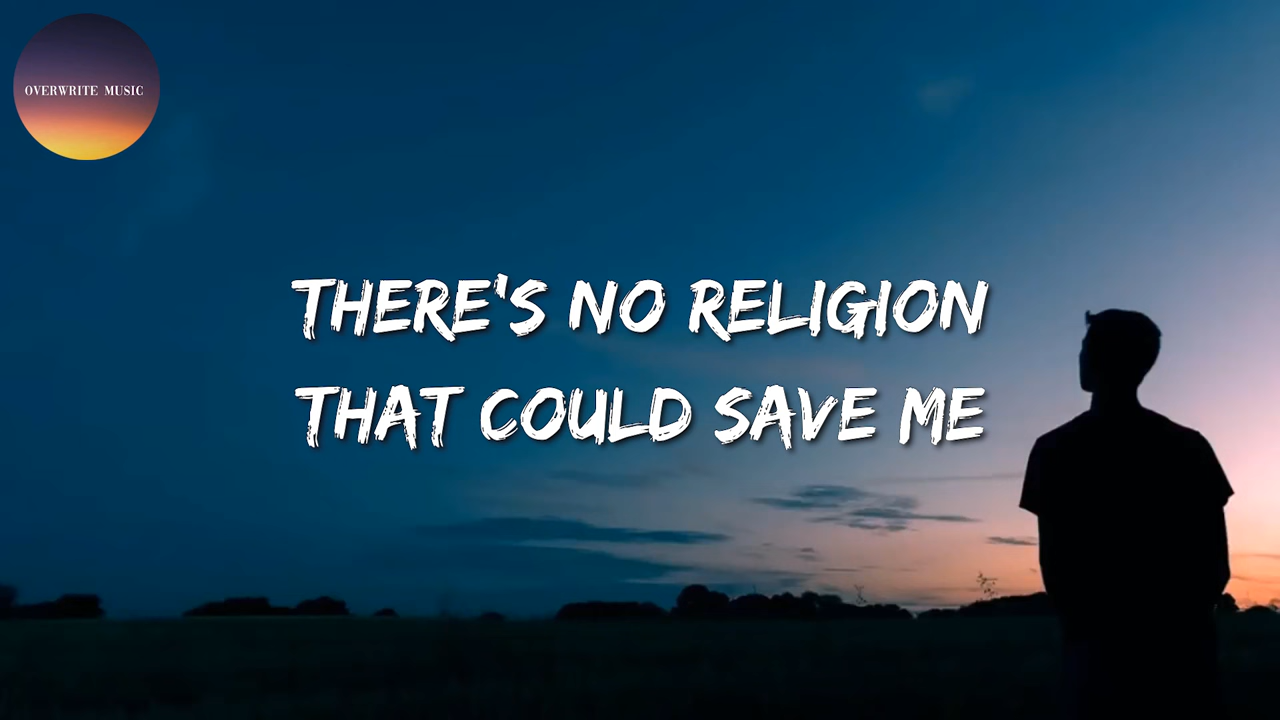 OVERWRITE MUSIC
THERE'S NO RELIGION
THAT COULD SAVE ME